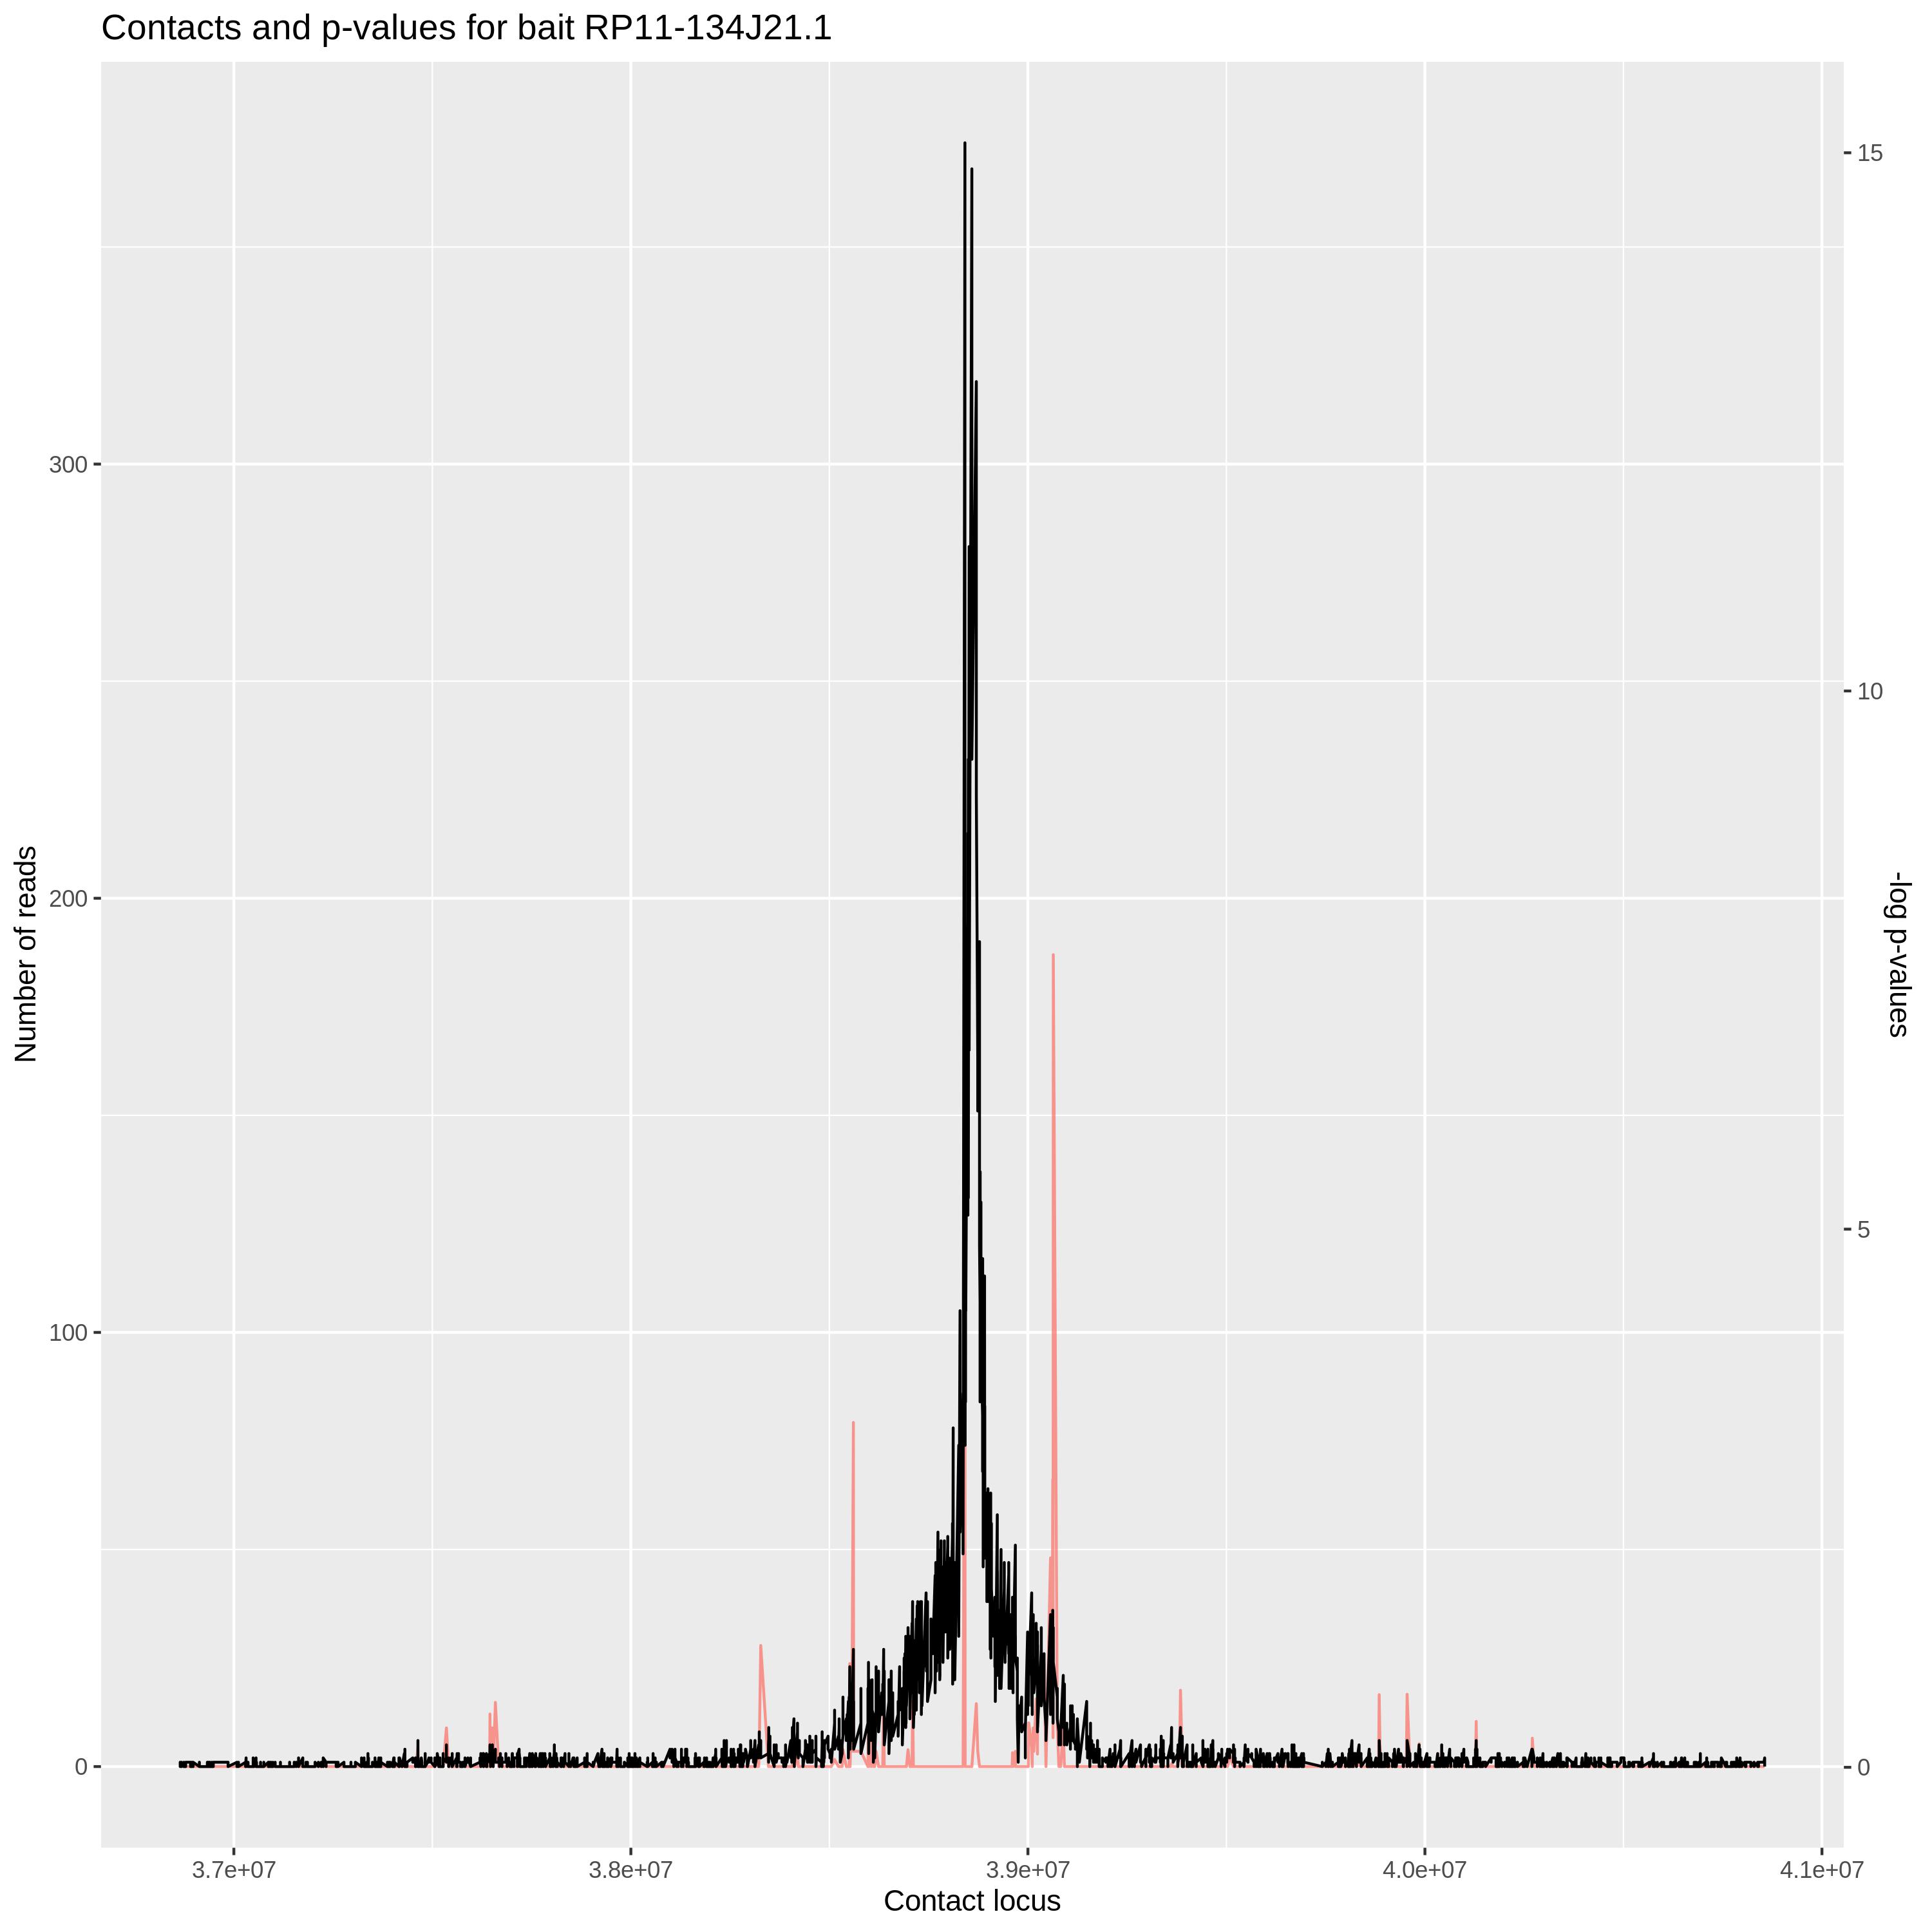 Contacts and p-values for bait RP11-134J21.1
Number of reads
300
200
100
0
15
10
5
0
-log p-values
3.7e+07
3.8e+07
3.9e+07
4.0e+07
4.1e+07
Contact locus